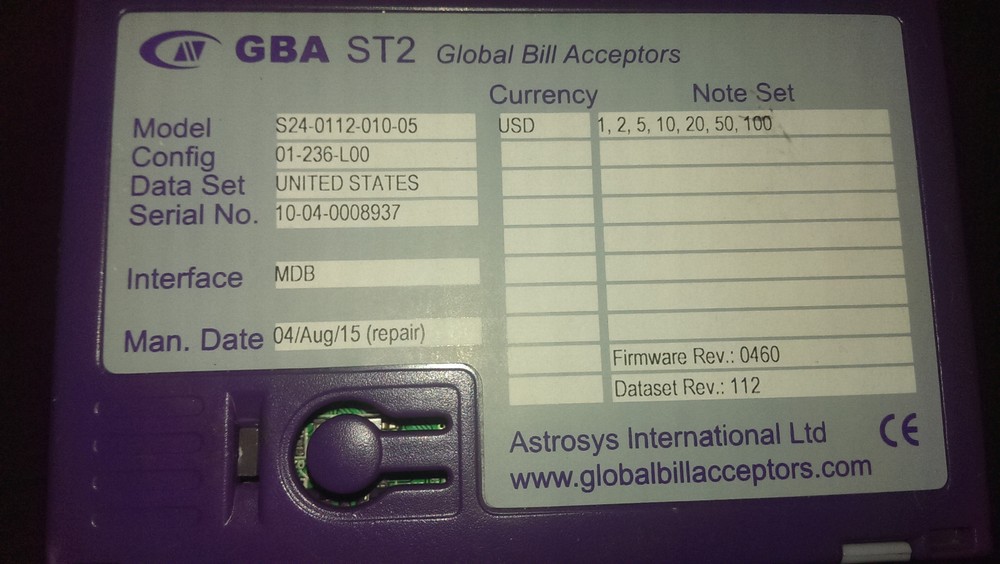 GBA ST2 Global Bill Acceptors
Currency Note Set
Model S24-0112-010-05 USD 1, 2, 5, 10, 20, 50, 100
Config 01-236-L00
Data Set UNITED STATES
Serial No. 10-04-0008937
Interface MDB
Man. Date 04/Aug/15 (repair)
Firmware Rev.: 0460
Dataset Rev.: 112
Astrosys International Ltd CE
www.globalbillacceptors.com